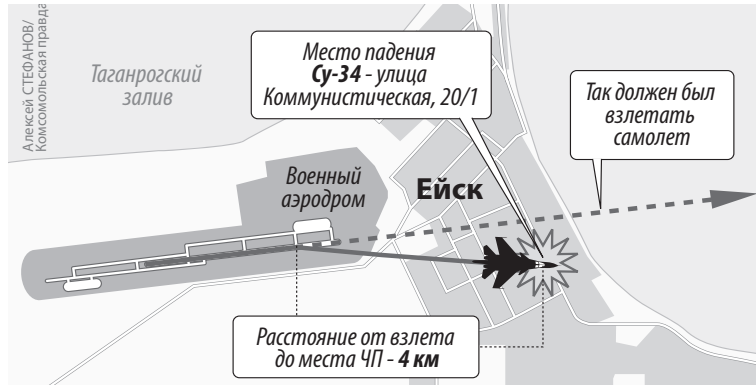 Алексей СТЕФАНОВ/
Комсомольская правда
Таганрогский
залив
Место падения
Су-34 - улица
Коммунистическая, 20/1
Так должен был
взлетать
самолет
Военный
аэродром
Ейск
Расстояние от взлета
до места ЧП - 4 км